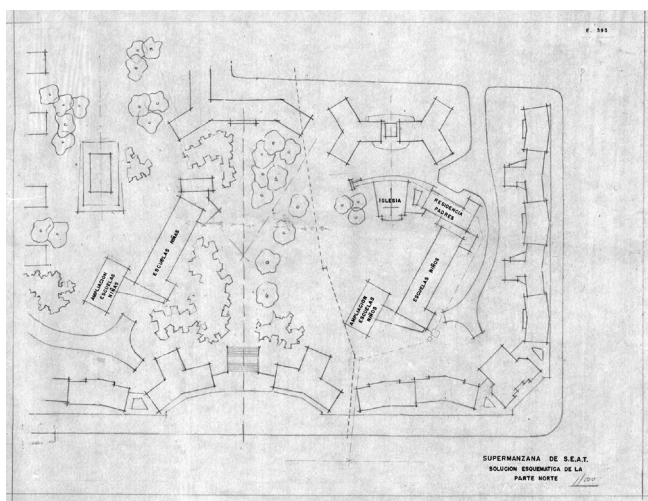 E. 395
IGLESIA
RESIDENCIA
PADRES
ESCUELAS NIÑAS
AMPLIACION
ESCUELAS
NIÑAS
ESCUELAS NIÑOS
AMPLIACION
ESCUELAS
NIÑOS
SUPERMANZANA DE S.E.A.T.
SOLUCION ESQUEMATICA DE LA
PARTE NORTE